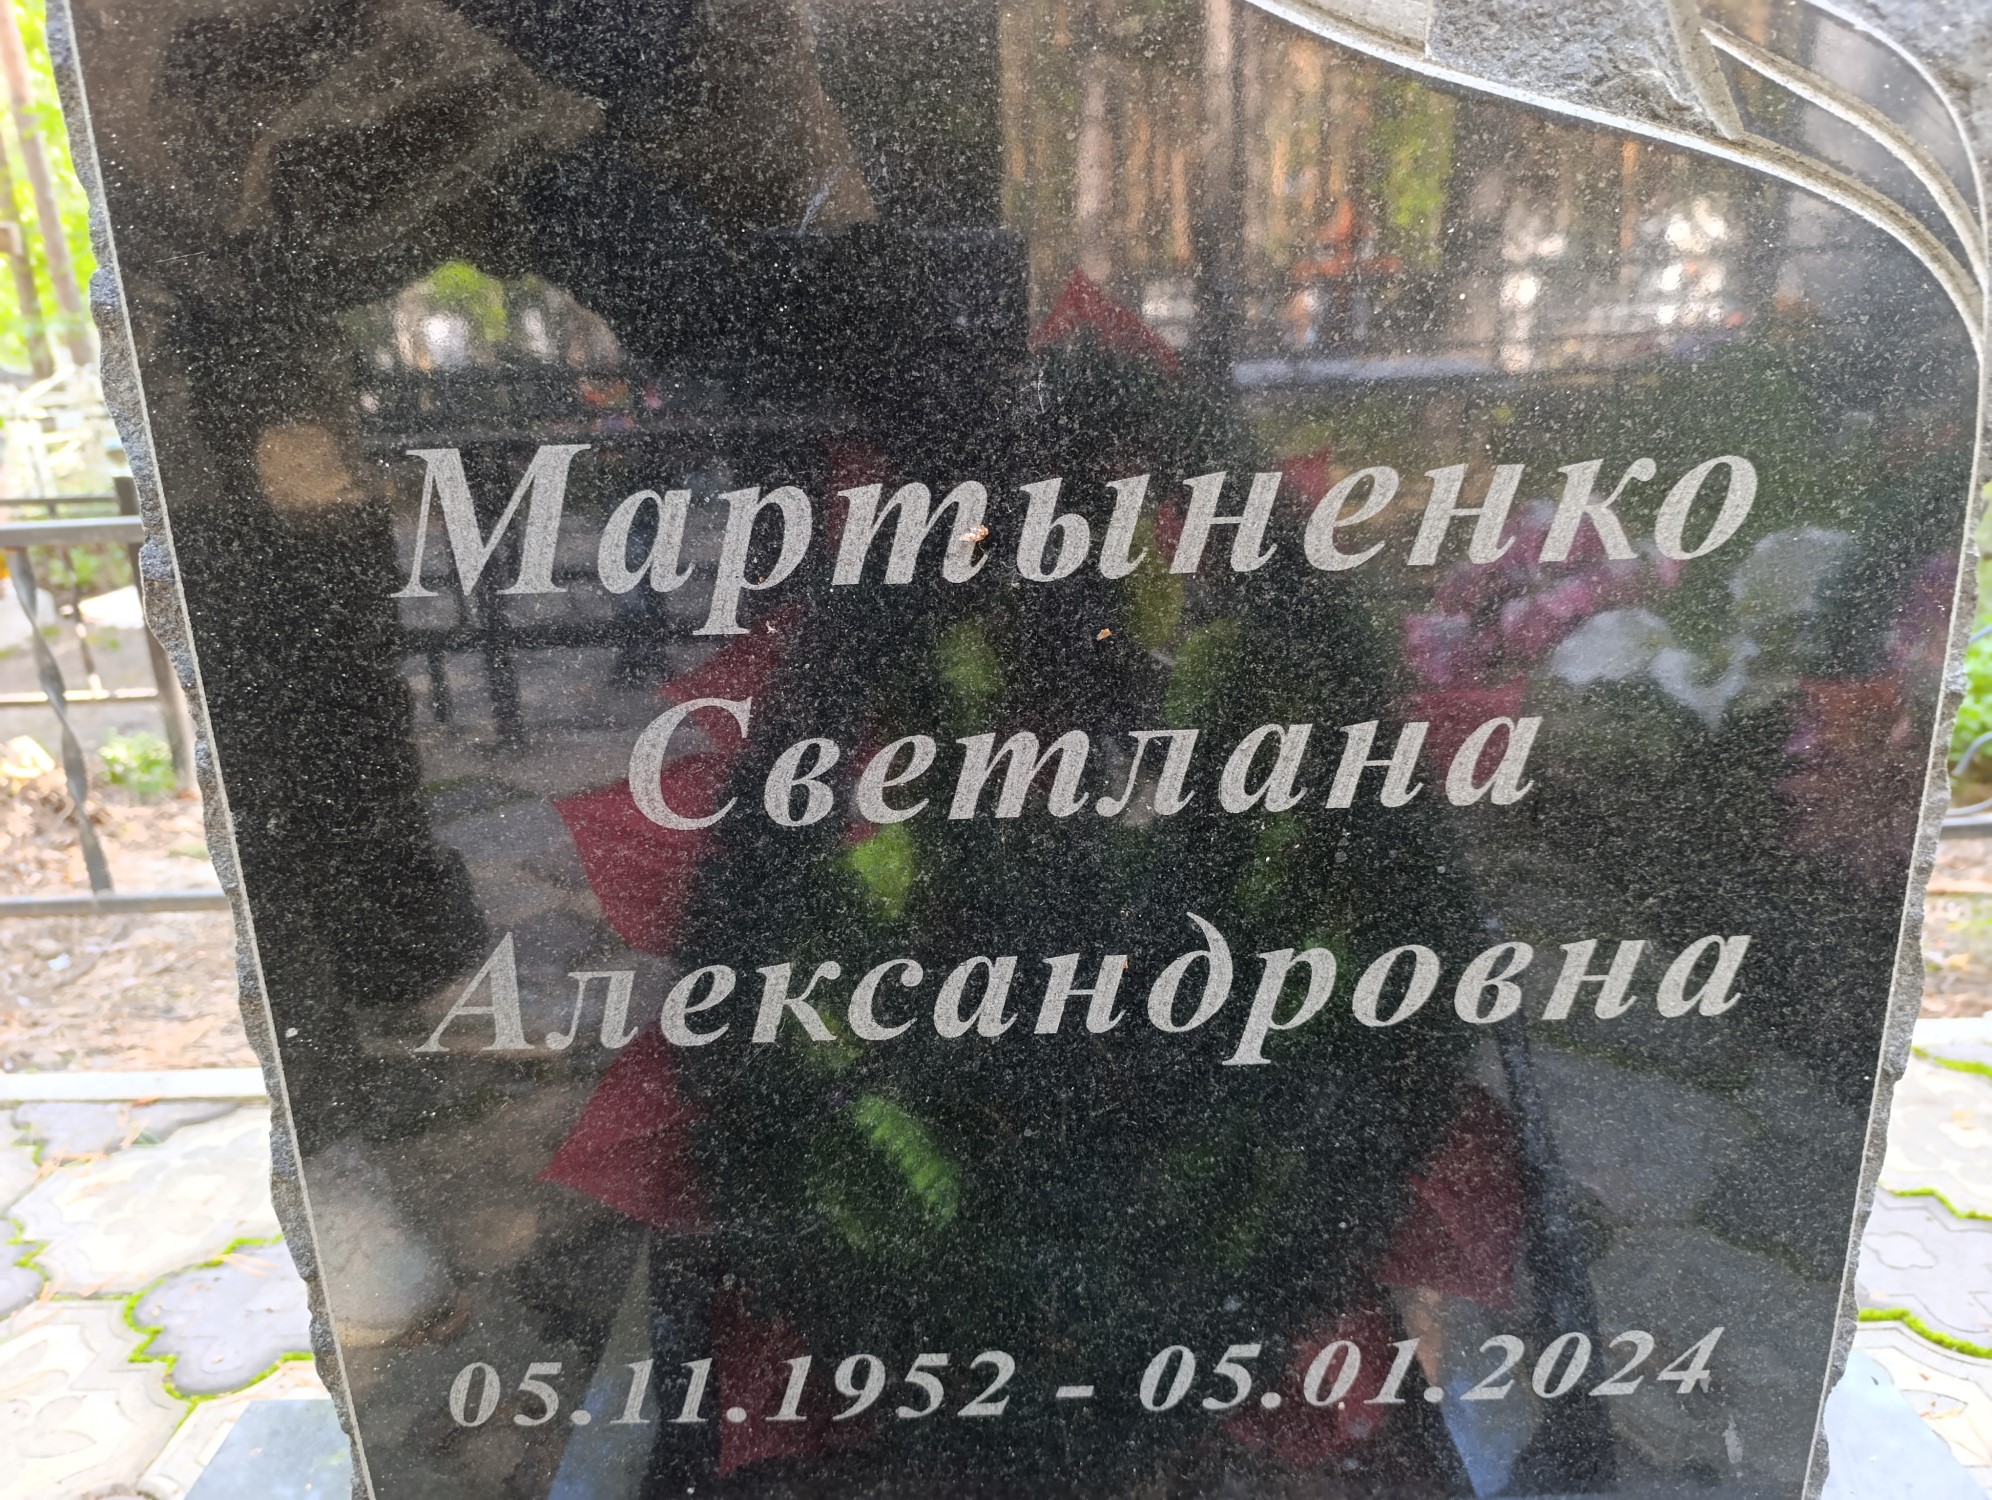 Мартыненко
Светлана
Александровна
05.11.1952 - 05.01.2024